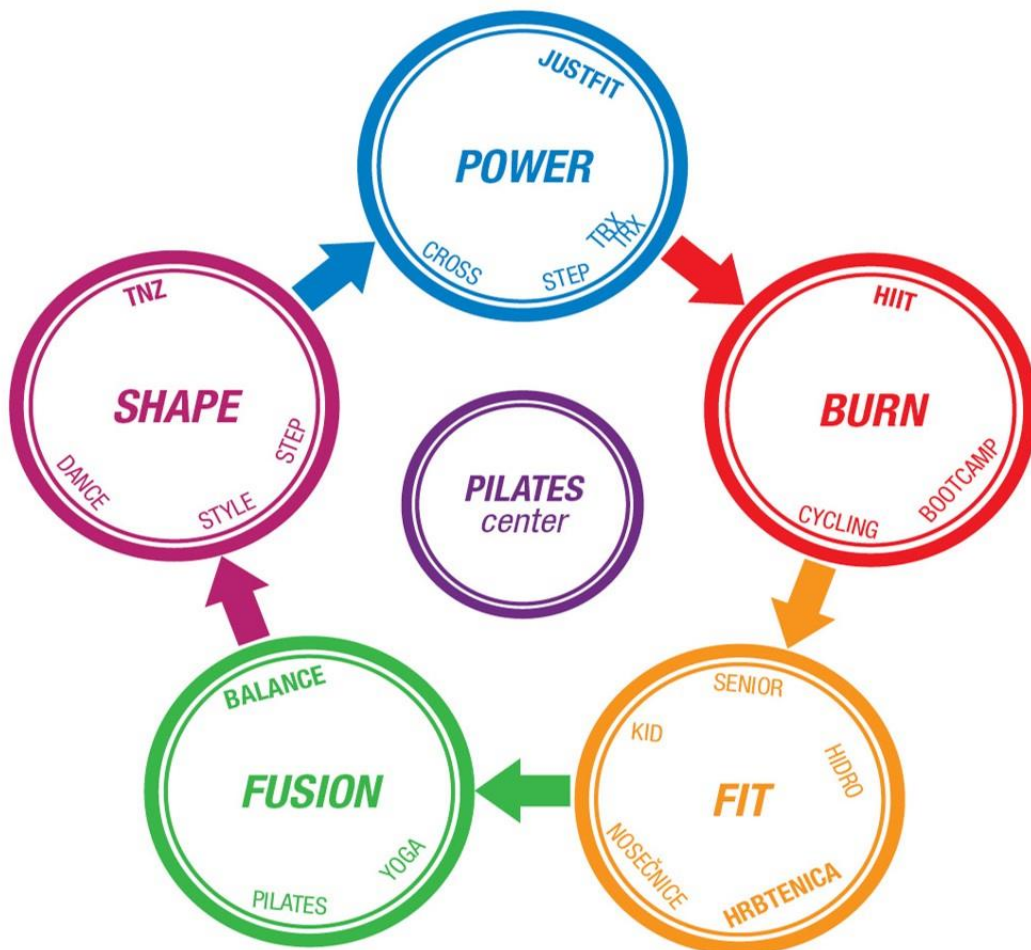 JUSTFIT
POWER
TRX
TRX
STEP
CROSS
HIIT
BURN
BOOTCAMP
CYCLING
SENIOR
KID
HIDRO
FIT
NOSEČNICE
HRBTENICA
BALANCE
FUSION
YOGA
PILATES
TNZ
SHAPE
STEP
STYLE
DANCE
PILATES
center